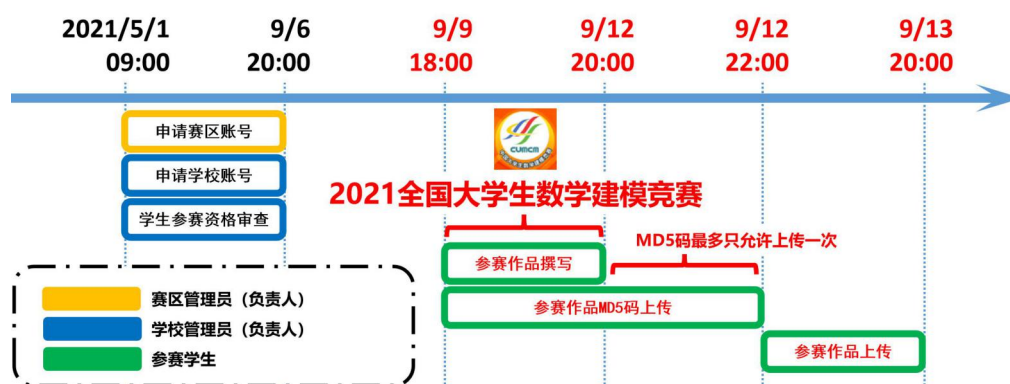 2021/5/1 9/6 9/9 9/12 9/12 9/13
09:00 20:00 18:00 20:00 22:00 20:00
申请赛区账号
CUMCM
申请学校账号
2021全国大学生数学建模竞赛
学生参赛资格审查
MD5码最多只允许上传一次
参赛作品撰写
赛区管理员（负责人）
参赛作品MD5码上传
学校管理员（负责人）
参赛学生
参赛作品上传